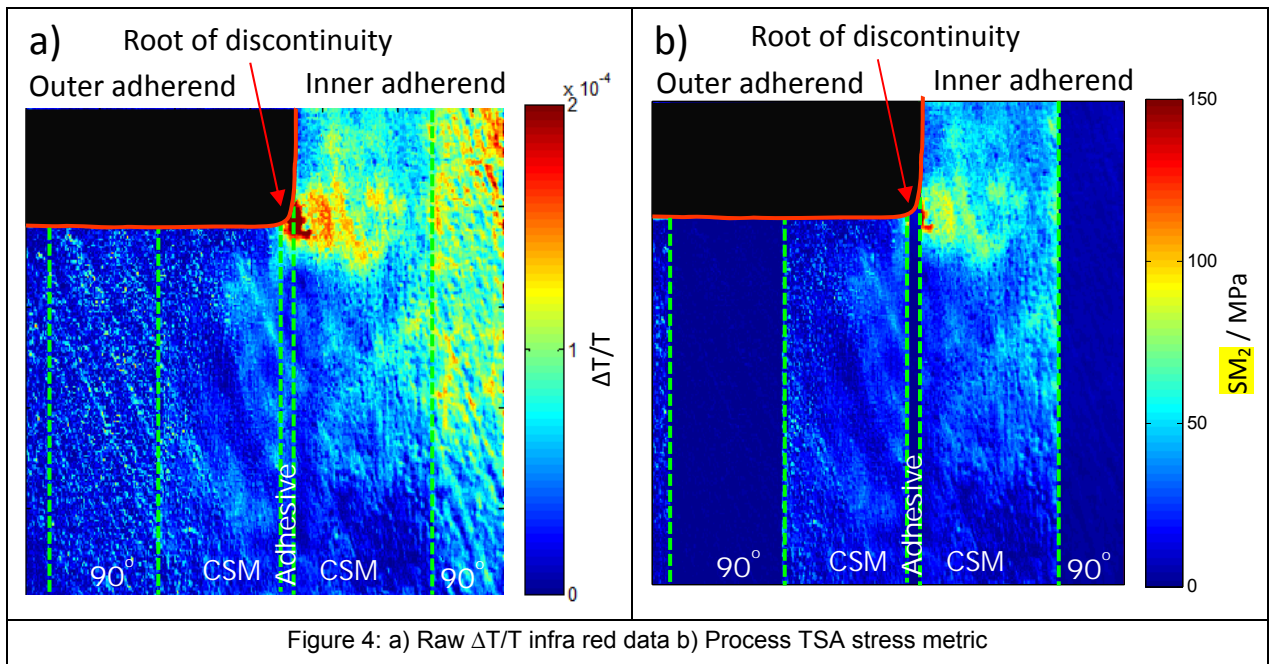 a)
Root of discontinuity
Outer adherend
Inner adherend
x 10⁻⁴
2
1
0
ΔT/T
90°
CSM
Adhesive
CSM
90°
b)
Root of discontinuity
Outer adherend
Inner adherend
150
100
50
0
SM₂ / MPa
90°
CSM
Adhesive
CSM
90°
Figure 4: a) Raw ΔT/T infra red data b) Process TSA stress metric